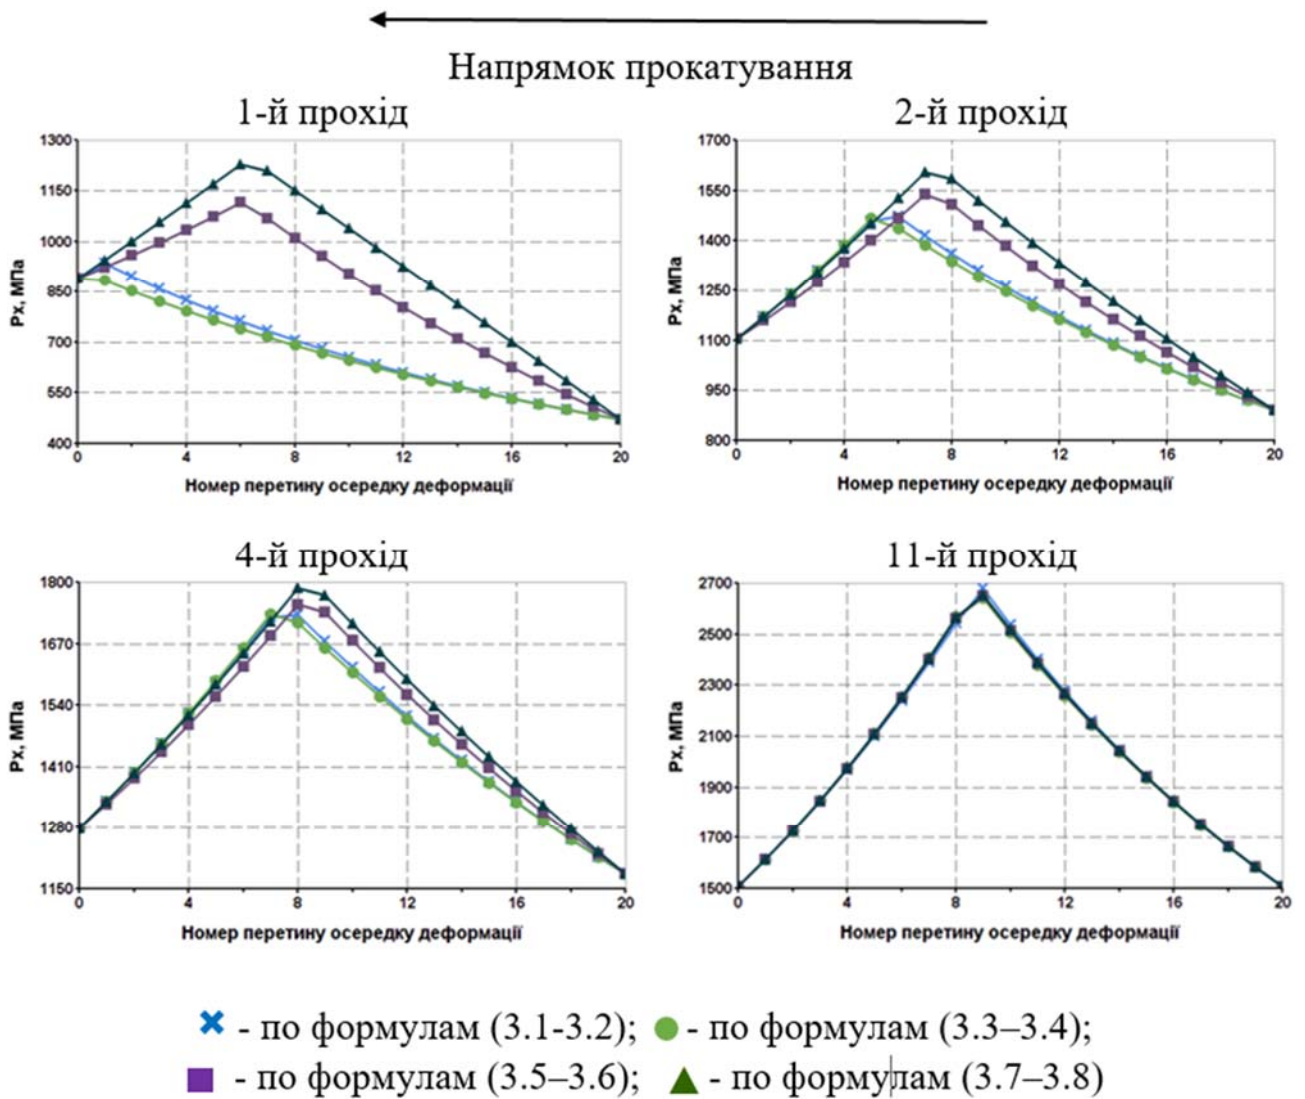 Напрямок прокатування
1-й прохід
1300
1150
1000
850
700
550
400
Рх, МПа
0 4 8 12 16 20
Номер перетину осередку деформації
2-й прохід
1700
1550
1400
1250
1100
950
800
Рх, МПа
0 4 8 12 16 20
Номер перетину осередку деформації
4-й прохід
1800
1670
1540
1410
1280
1150
Рх, МПа
0 4 8 12 16 20
Номер перетину осередку деформації
11-й прохід
2700
2500
2300
2100
1900
1700
1500
Рх, МПа
0 4 8 12 16 20
Номер перетину осередку деформації
- по формулам (3.1-3.2); - по формулам (3.3–3.4);
- по формулам (3.5–3.6); - по формулам (3.7–3.8)